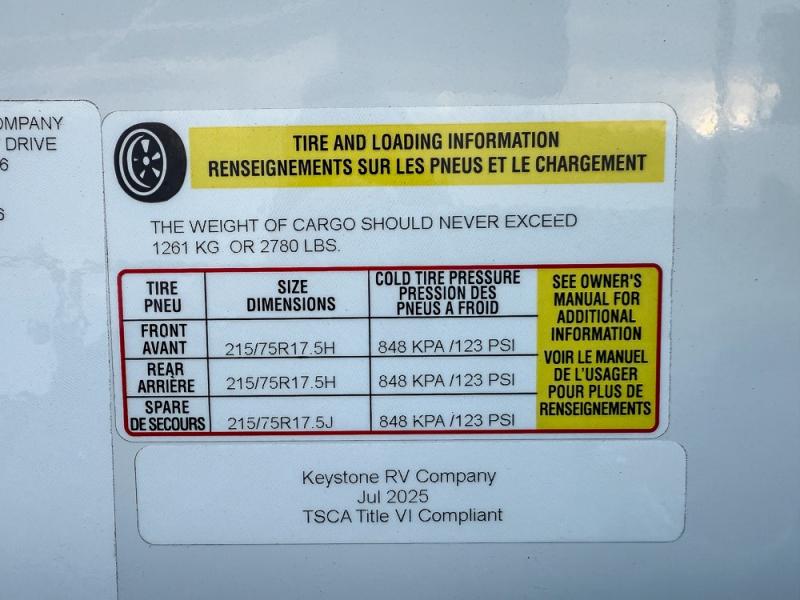 OMPANY
DRIVE
6
6
TIRE AND LOADING INFORMATION
RENSEIGNEMENTS SUR LES PNEUS ET LE CHARGEMENT
THE WEIGHT OF CARGO SHOULD NEVER EXCEED
1261 KG OR 2780 LBS.
TIRE
PNEU
SIZE
DIMENSIONS
COLD TIRE PRESSURE
PRESSION DES
PNEUS A FROID
FRONT
AVANT
215/75R17.5H
848 KPA /123 PSI
REAR
ARRIÈRE
215/75R17.5H
848 KPA /123 PSI
SPARE
DE SECOURS
215/75R17.5J
848 KPA /123 PSI
SEE OWNER'S
MANUAL FOR
ADDITIONAL
INFORMATION
VOIR LE MANUEL
DE L'USAGER
POUR PLUS DE
RENSEIGNEMENTS
Keystone RV Company
Jul 2025
TSCA Title VI Compliant